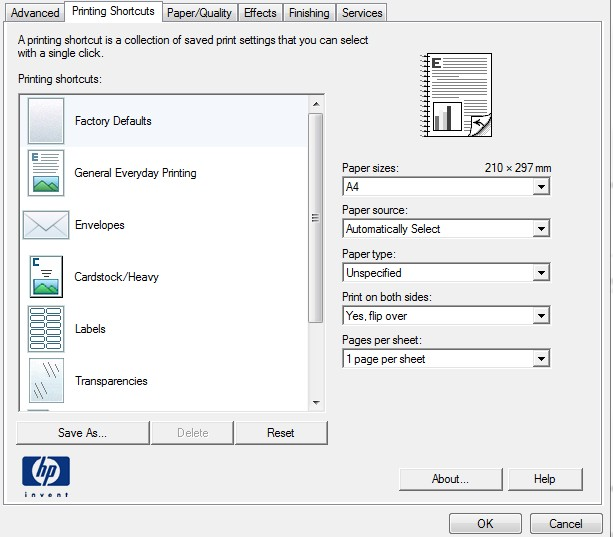 Advanced Printing Shortcuts Paper/Quality Effects Finishing Services
A printing shortcut is a collection of saved print settings that you can select
with a single click.
Printing shortcuts:
Factory Defaults
General Everyday Printing
Envelopes
Cardstock/Heavy
Labels
Transparencies
Save As... Delete Reset
E
Paper sizes: 210 × 297 mm
A4
Paper source:
Automatically Select
Paper type:
Unspecified
Print on both sides:
Yes, flip over
Pages per sheet:
1 page per sheet
hp
invent
About... Help
OK Cancel